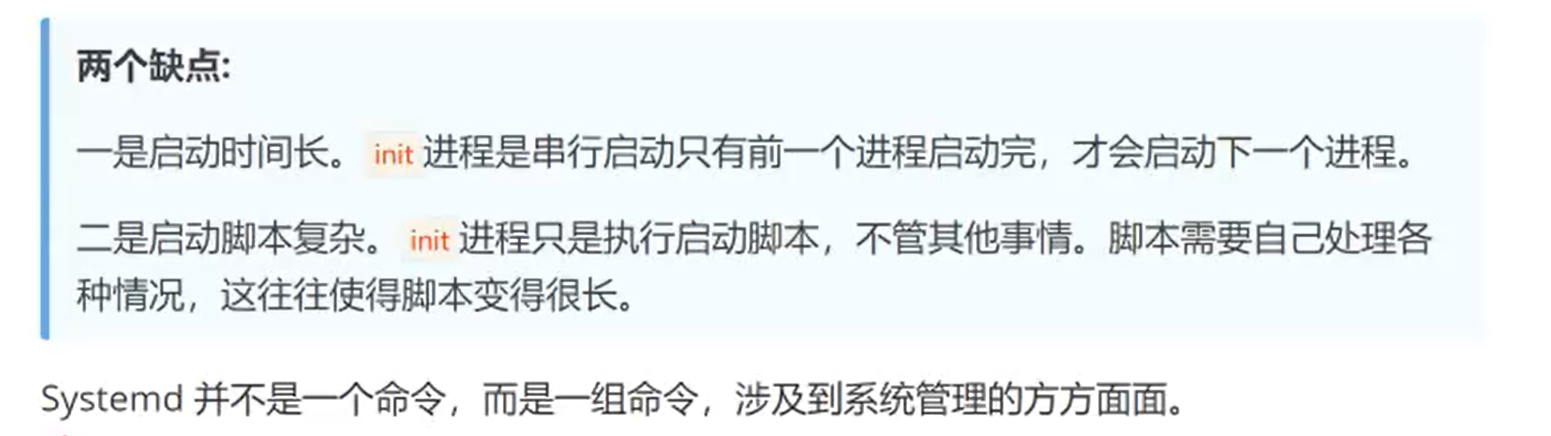 两个缺点:
一是启动时间长。 init 进程是串行启动只有前一个进程启动完，才会启动下一个进程。
二是启动脚本复杂。 init 进程只是执行启动脚本，不管其他事情。脚本需要自己处理各
种情况，这往往使得脚本变得很长。
Systemd 并不是一个命令，而是一组命令，涉及到系统管理的方方面面。